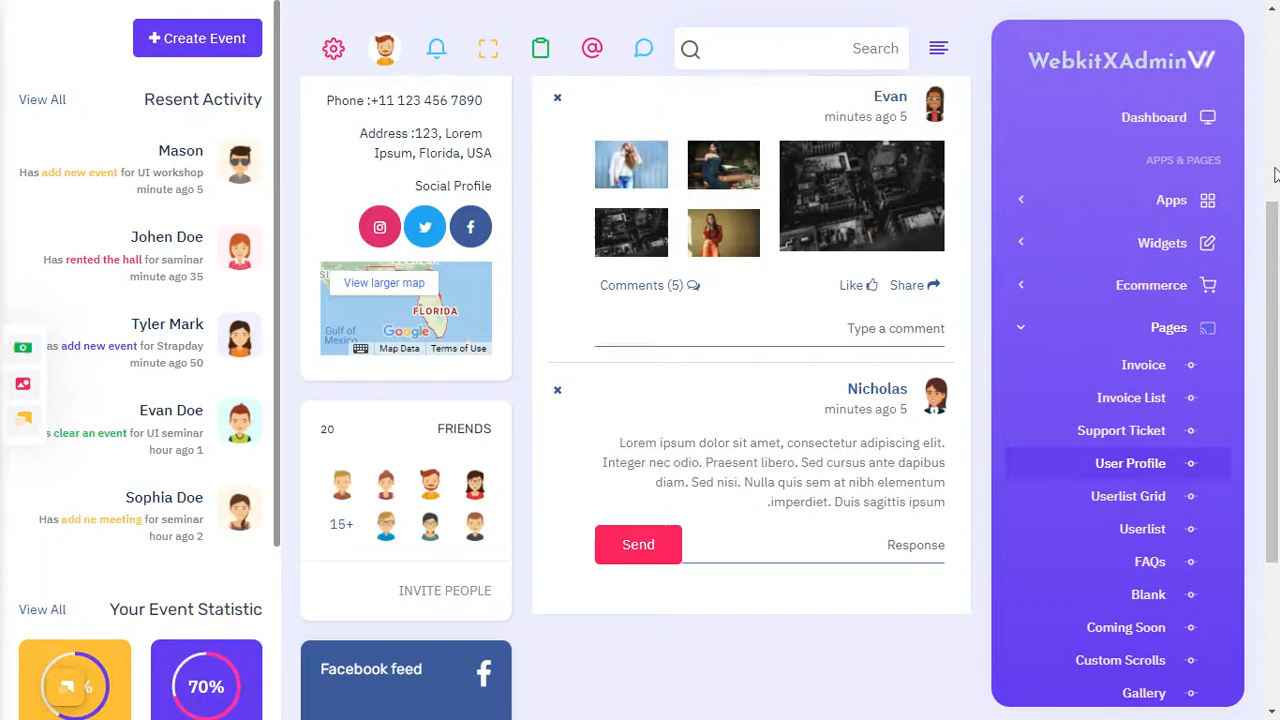 Create Event
View All
Resent Activity
Mason
Has add new event for UI workshop
minute ago 5
Johen Doe
Has rented the hall for saminar
minute ago 35
Tyler Mark
as add new event for Strapday
minute ago 50
Evan Doe
s clear an event for UI seminar
hour ago 1
Sophia Doe
Has add ne meeting for seminar
hour ago 2
View All
Your Event Statistic
%
70%
Search
Phone :+11 123 456 7890
Address :123, Lorem
Ipsum, Florida, USA
Social Profile
View larger map
FLORIDA
Gulf of
Mexico
Google
Map Data
Terms of Use
20
FRIENDS
15+
INVITE PEOPLE
Facebook feed
Evan
minutes ago 5
Comments (5)
Like
Share
Type a comment
Nicholas
minutes ago 5
Lorem ipsum dolor sit amet, consectetur adipiscing elit.
Integer nec odio. Praesent libero. Sed cursus ante dapibus
diam. Sed nisi. Nulla quis sem at nibh elementum
.imperdiet. Duis sagittis ipsum
Send
Response
WebkitXAdmin
Dashboard
APPS & PAGES
Apps
Widgets
Ecommerce
Pages
Invoice
Invoice List
Support Ticket
User Profile
Userlist Grid
Userlist
FAQs
Blank
Coming Soon
Custom Scrolls
Gallery